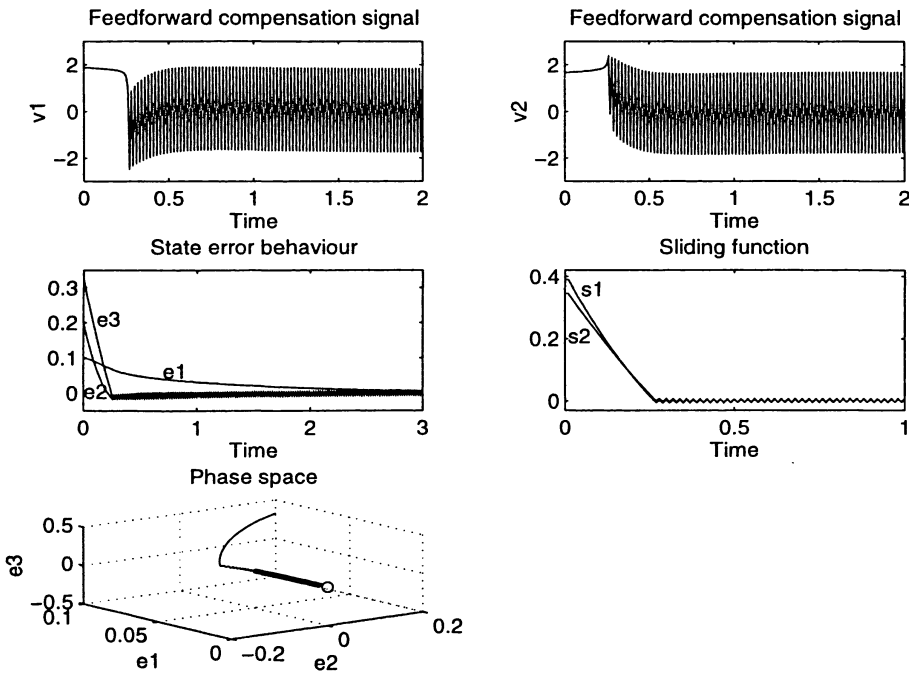 Feedforward compensation signal
v1
2
0
−2
0
0.5
1
1.5
2
Time
Feedforward compensation signal
v2
2
0
−2
0
0.5
1
1.5
2
Time
State error behaviour
0.3
0.2
0.1
0
e3
e1
e2
0
1
2
3
Time
Sliding function
0.4
0.2
0
s1
s2
0
0.5
1
Time
Phase space
e3
0.5
0
−0.5
0.1
0.05
0
e1
−0.2
0
0.2
e2